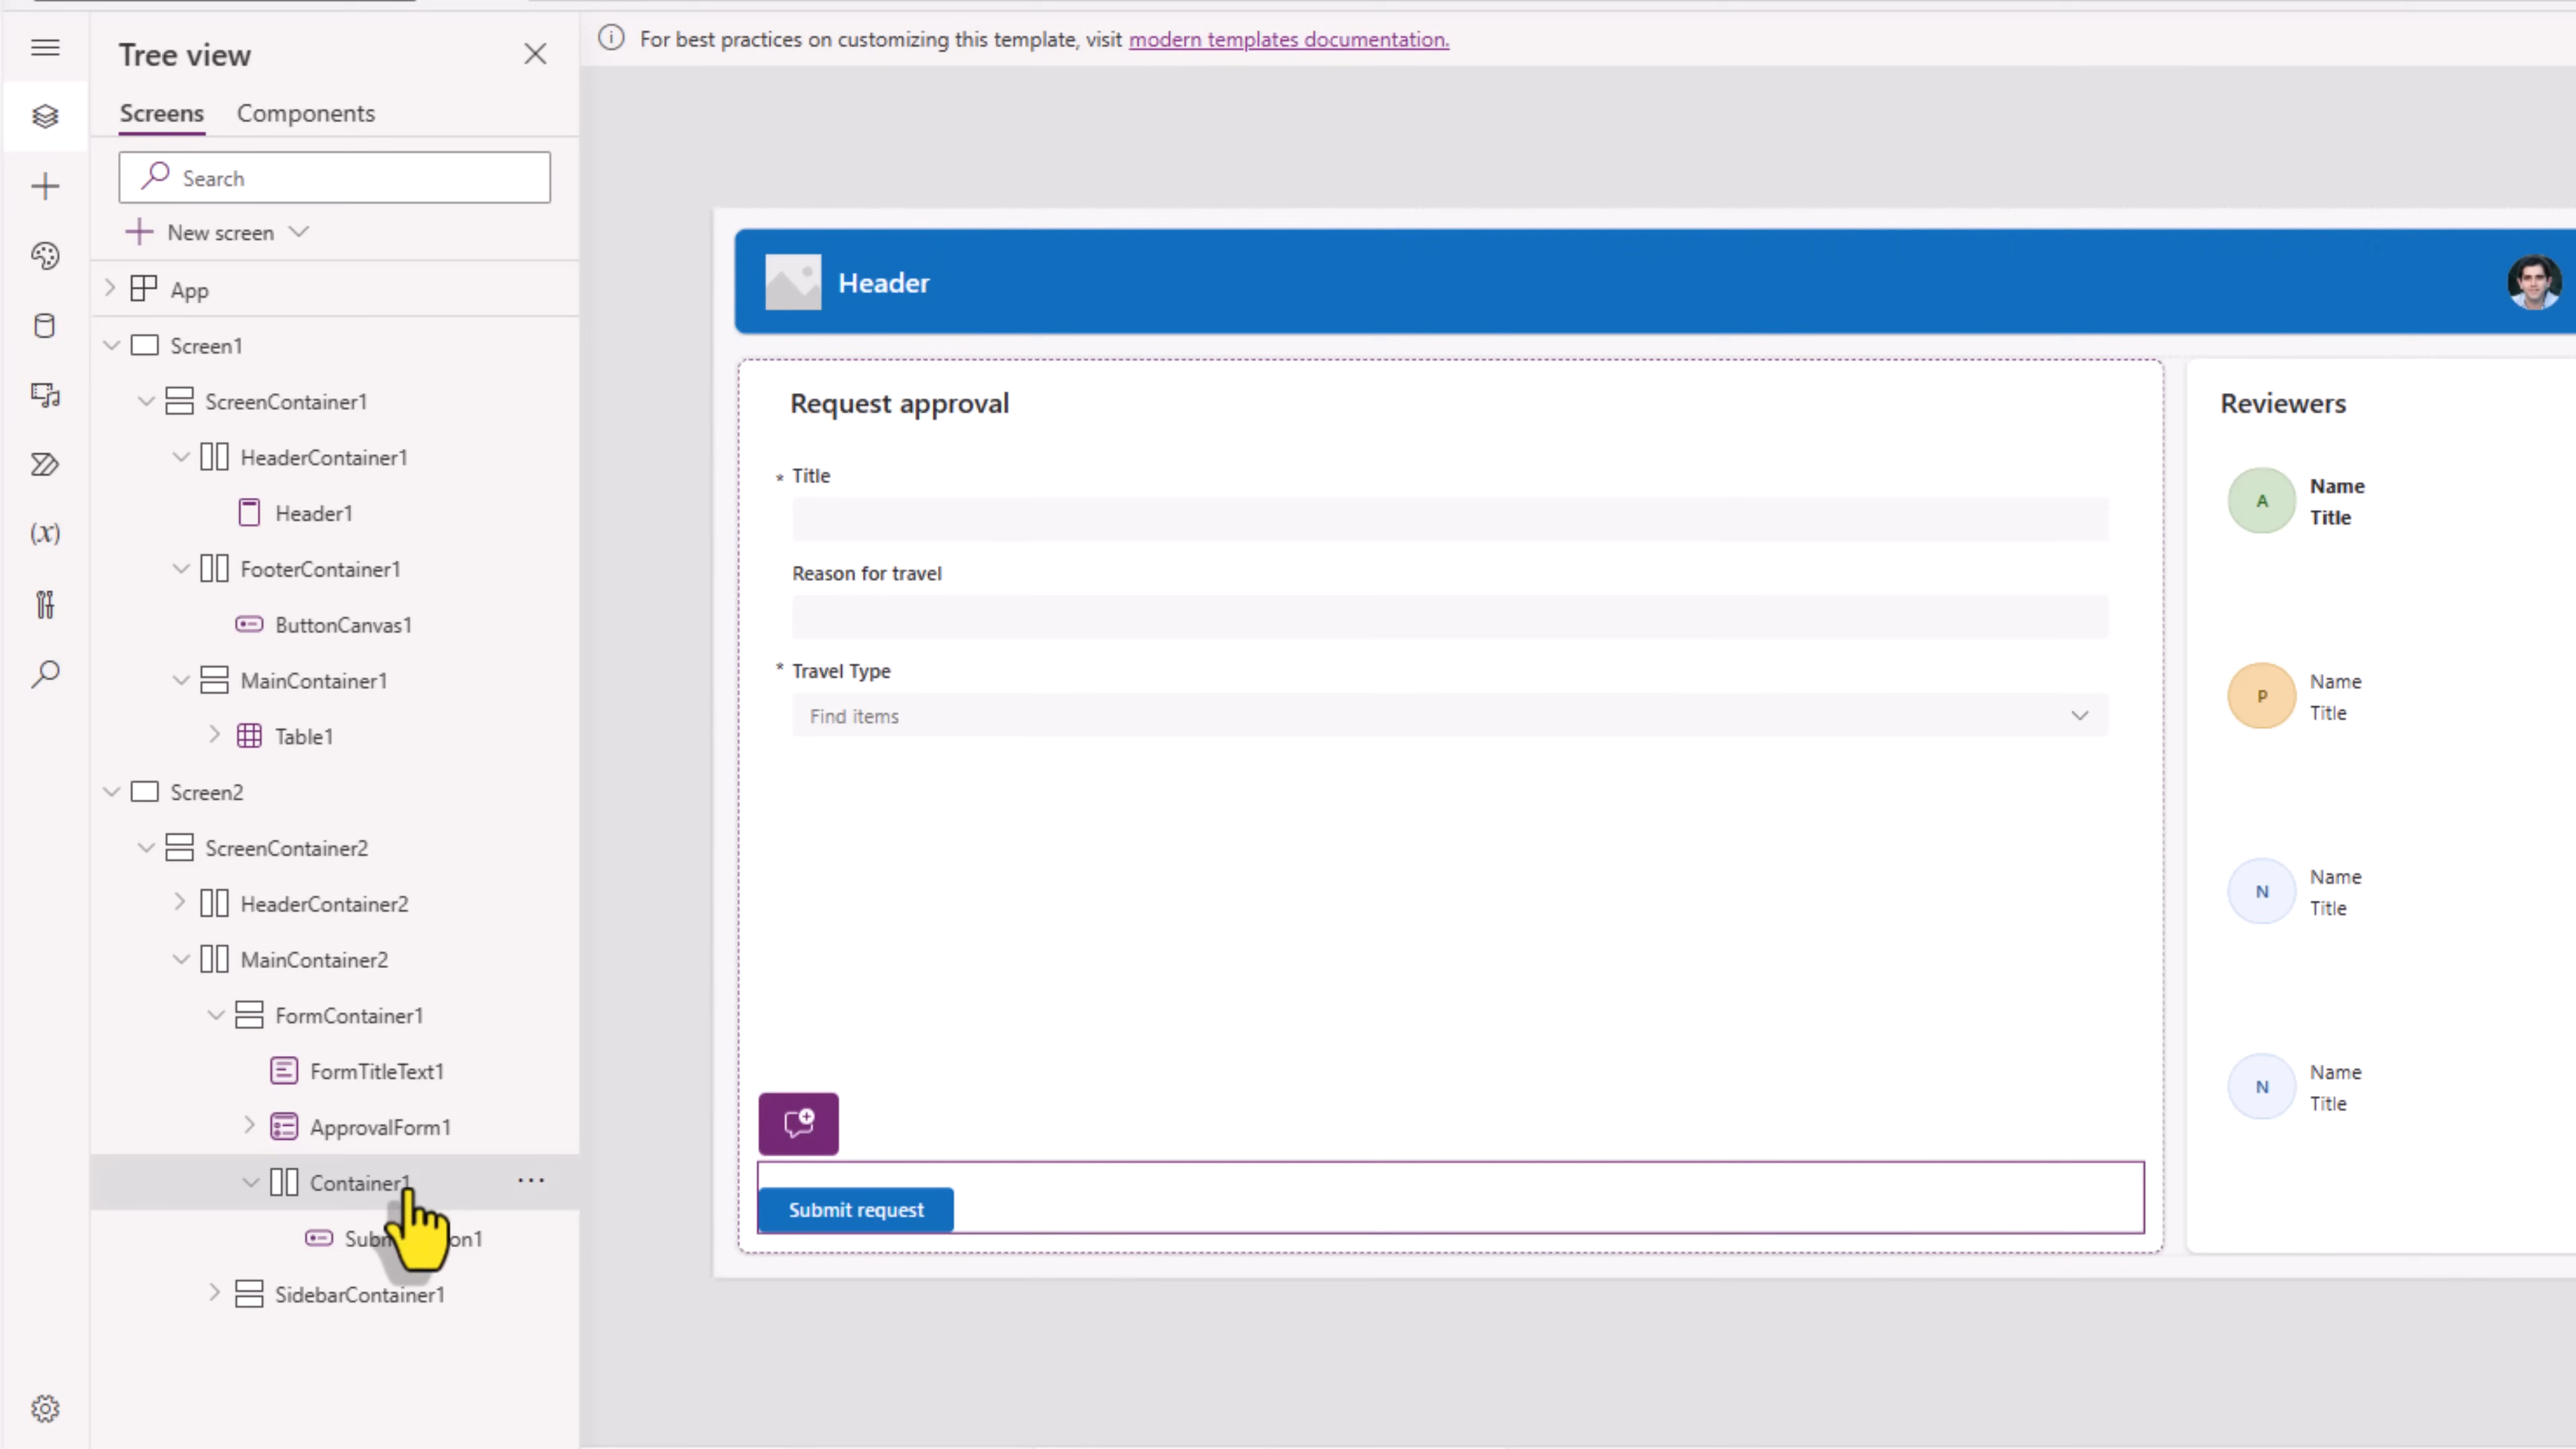 Tree view
Screens
Components
Search
New screen
App
Screen1
ScreenContainer1
HeaderContainer1
Header1
FooterContainer1
ButtonCanvas1
MainContainer1
Table1
Screen2
ScreenContainer2
HeaderContainer2
MainContainer2
FormContainer1
FormTitleText1
ApprovalForm1
Container1
SidebarContainer1
(x)
For best practices on customizing this template, visit modern templates documentation.
Header
Request approval
* Title
Reason for travel
* Travel Type
Find items
Submit request
Reviewers
A
Name
Title
P
Name
Title
N
Name
Title
N
Name
Title